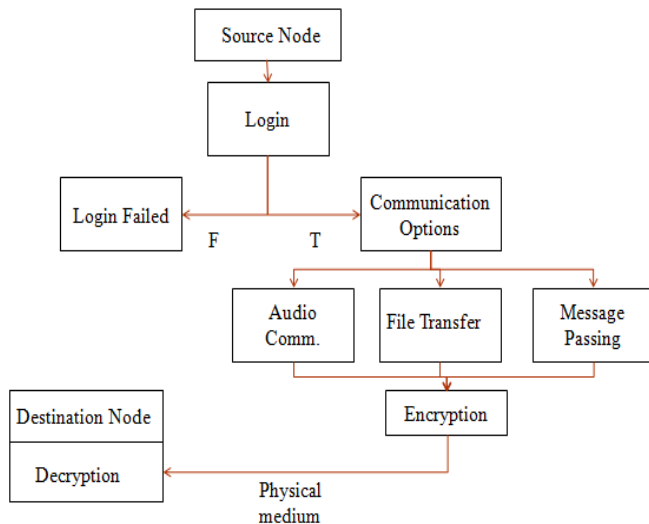 Source Node
Login
Login Failed
F
T
Communication
Options
Audio
Comm.
File Transfer
Message
Passing
Encryption
Destination Node
Decryption
Physical
medium